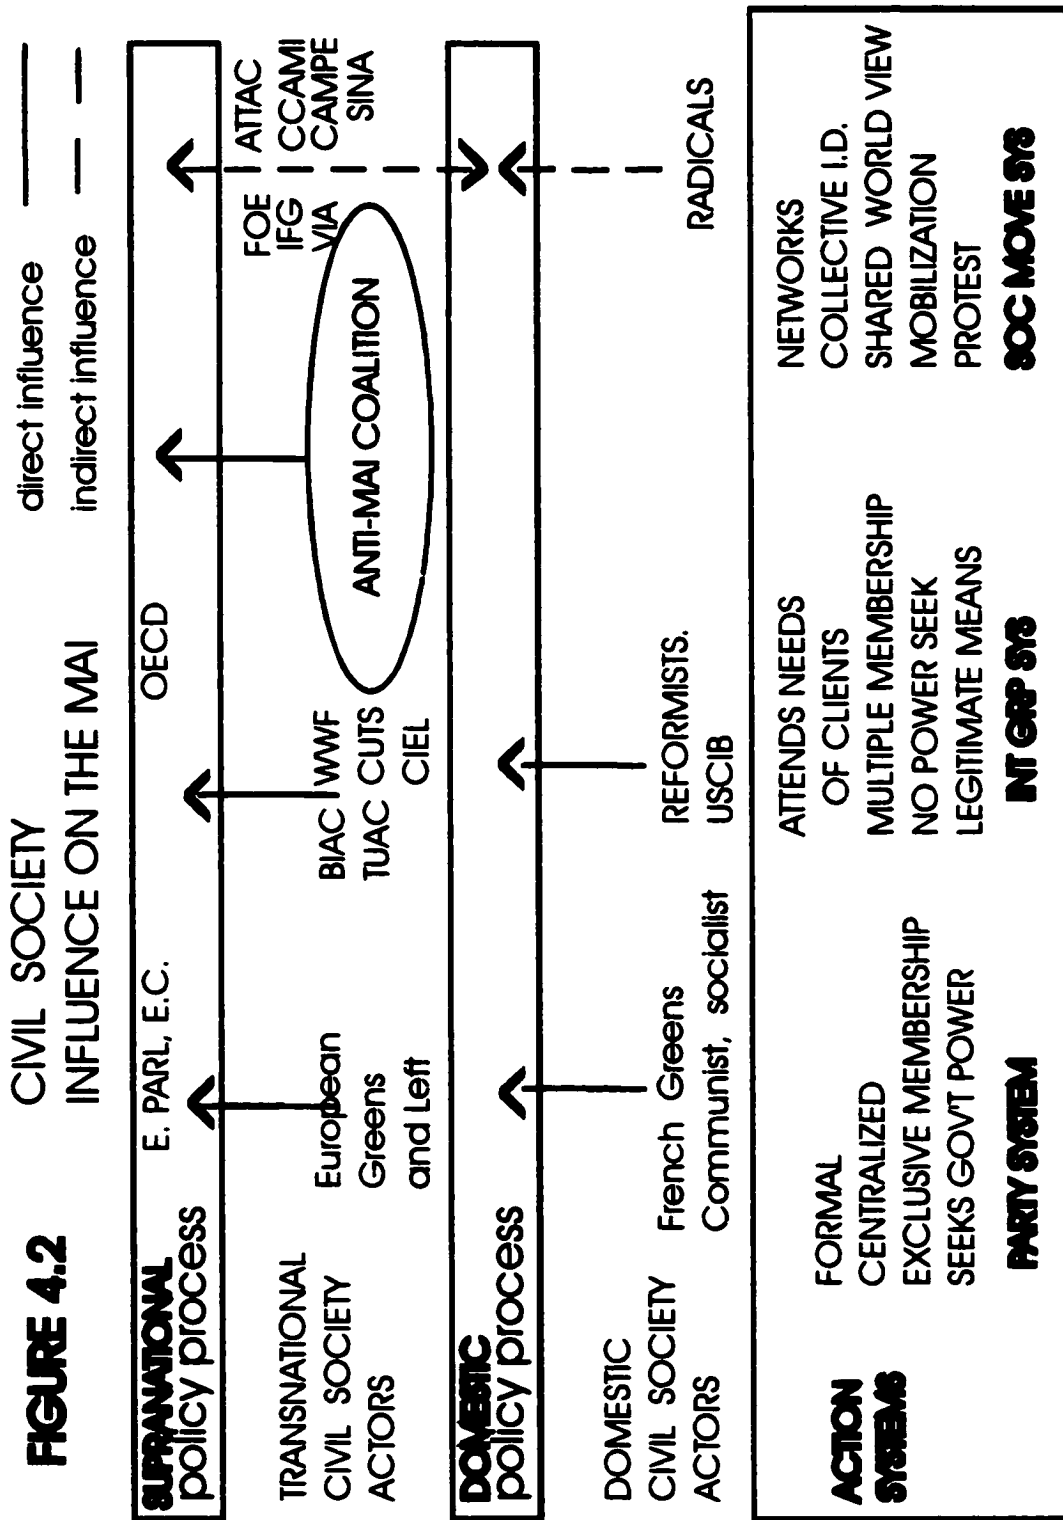 FIGURE 4.2
CIVIL SOCIETY
INFLUENCE ON THE MAI
direct influence
indirect influence
SUPRANATIONAL
policy process
E. PARL, E.C.
OECD
TRANSNATIONAL
CIVIL SOCIETY
ACTORS
European
Greens
and Left
BIAC WWF
TUAC CUTS
CIEL
ANTI-MAI COALITION
FOE ATTAC
IFG CCAMI
VIA CAMPE
SINA
DOMESTIC
policy process
DOMESTIC
CIVIL SOCIETY
ACTORS
French Greens
Communist, socialist
REFORMISTS.
USCIB
RADICALS
ACTION
SYSTEMS
FORMAL
CENTRALIZED
EXCLUSIVE MEMBERSHIP
SEEKS GOV'T POWER
PARTY SYSTEM
ATTENDS NEEDS
OF CLIENTS
MULTIPLE MEMBERSHIP
NO POWER SEEK
LEGITIMATE MEANS
INT GRP SYS
NETWORKS
COLLECTIVE I.D.
SHARED WORLD VIEW
MOBILIZATION
PROTEST
SOC MOVE SYS